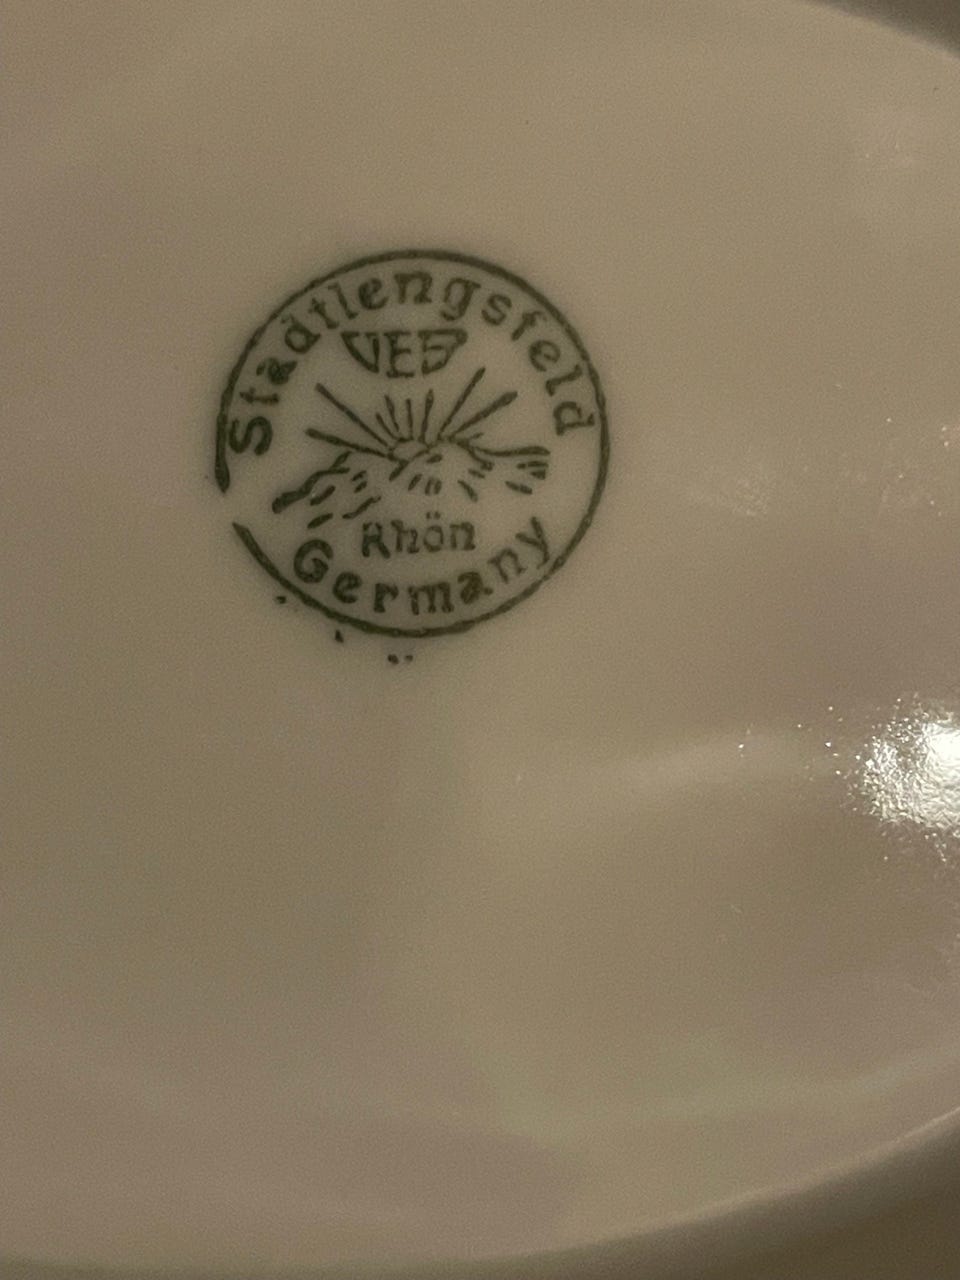 Stadtlengsfeld
VEB
Rhön
Germany